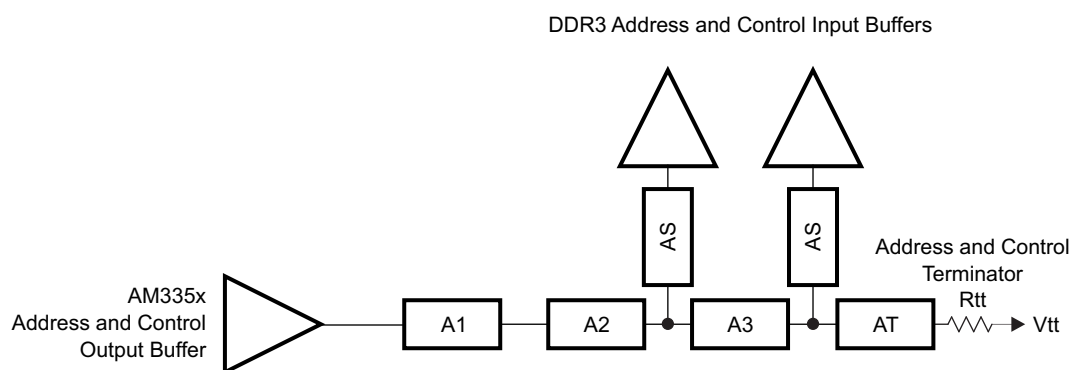 DDR3 Address and Control Input Buffers
AS
AS
Address and Control
Terminator
Rtt
AM335x
Address and Control
Output Buffer
A1
A2
A3
AT
Vtt